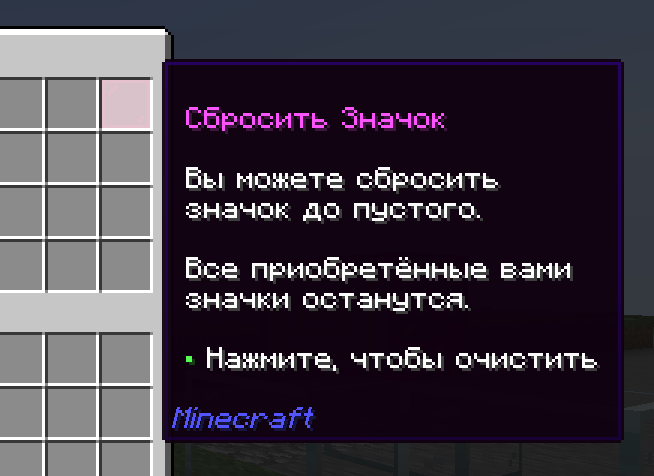 Сбросить Значок
Вы можете сбросить
значок до пустого.
Все приобретённые вами
значки останутся.
• Нажмите, чтобы очистить
Minecraft